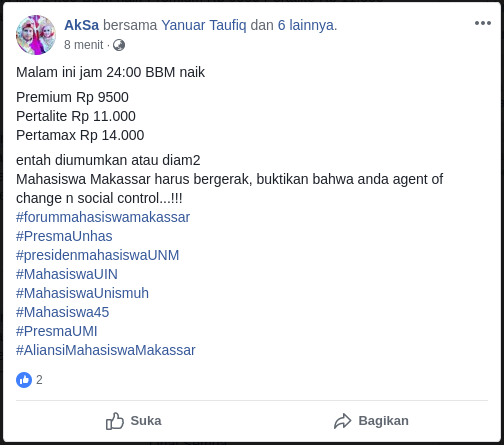 AkSa bersama Yanuar Taufiq dan 6 lainnya.
8 menit ·
Malam ini jam 24:00 BBM naik
Premium Rp 9500
Pertalite Rp 11.000
Pertamax Rp 14.000
entah diumumkan atau diam2
Mahasiswa Makassar harus bergerak, buktikan bahwa anda agent of
change n social control...!!!
#forummahasiswamakassar
#PresmaUnhas
#presidenmahasiswaUNM
#MahasiswaUIN
#MahasiswaUnismuh
#Mahasiswa45
#PresmaUMI
#AliansiMahasiswaMakassar
2
Suka Bagikan